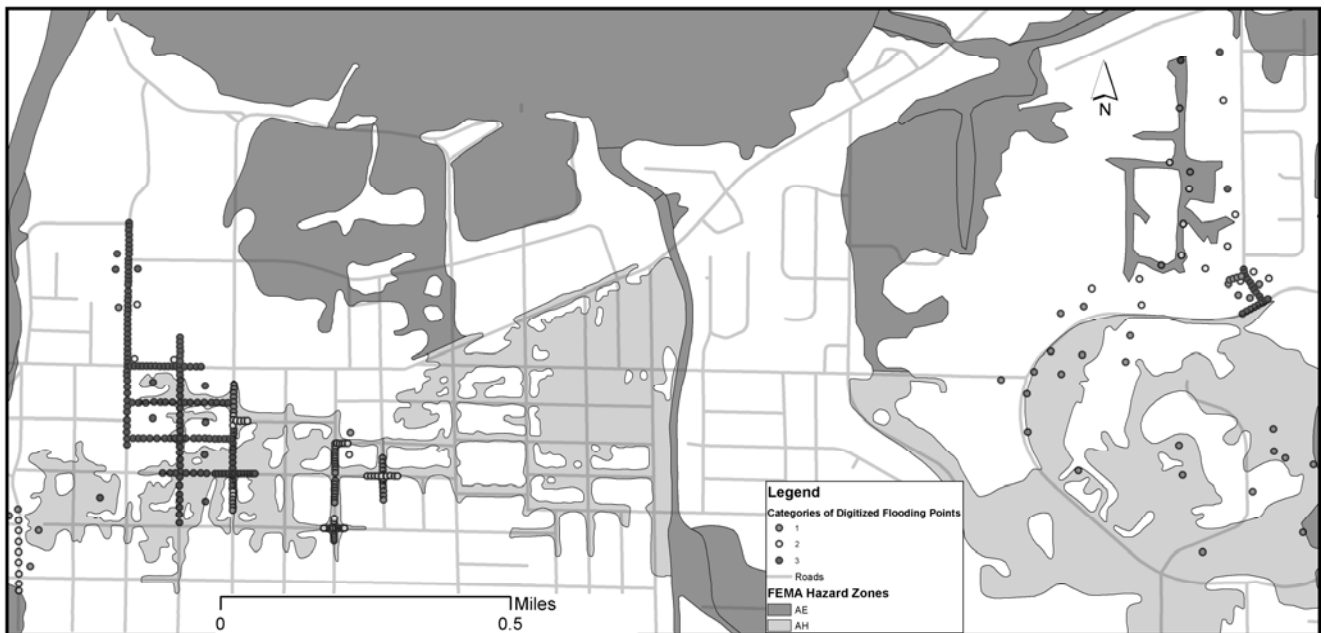 N
Legend
Categories of Digitized Flooding Points
1
2
3
Roads
FEMA Hazard Zones
AE
AH
Miles
0 0.5